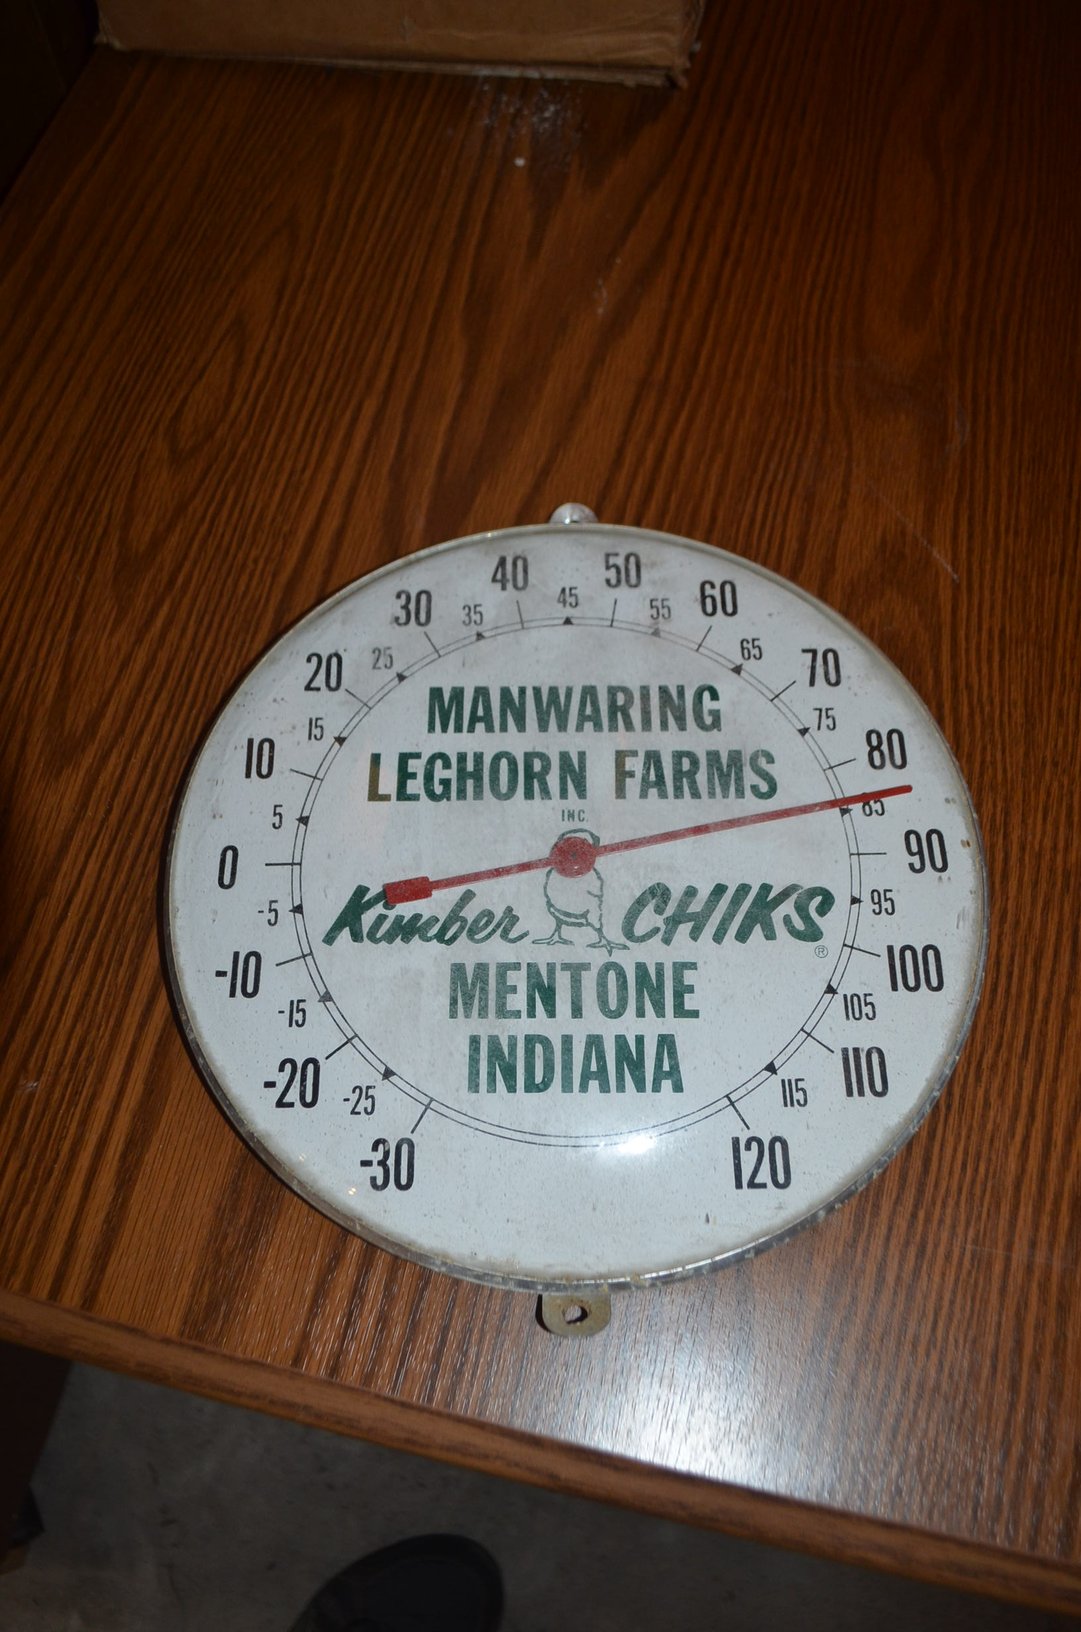 40 50
30 35 45 55 60
20 25 65 70
15 75
10 80
MANWARING
LEGHORN FARMS
INC.
5 85
0 90
-5 95
Kimber CHIKS ®
-10 100
MENTONE
INDIANA
-15 105
-20 -25 115 110
-30 120